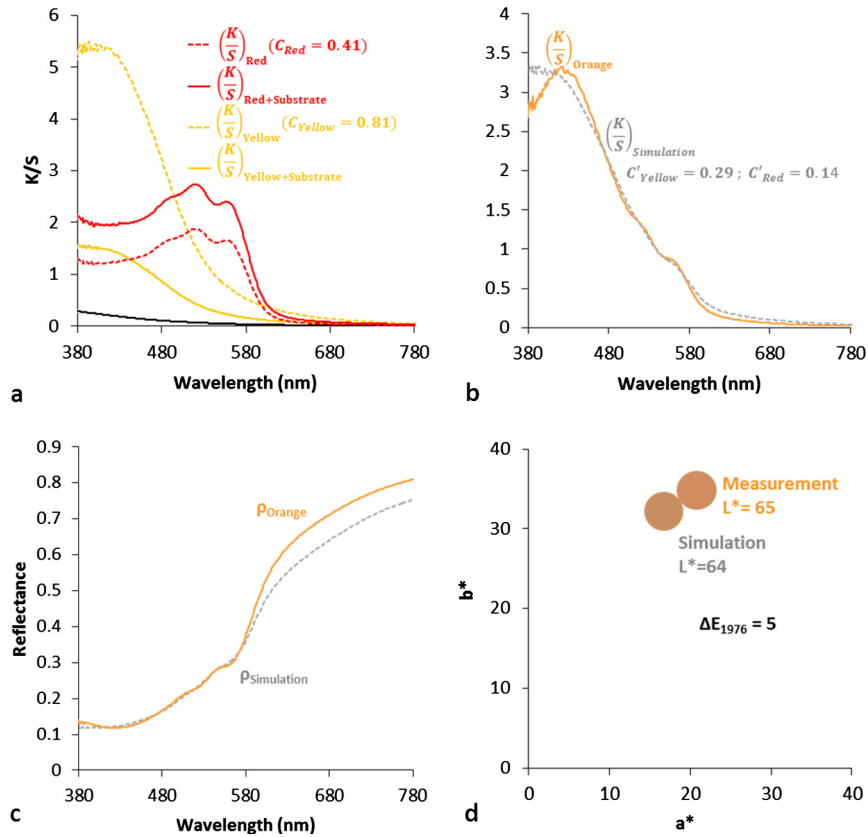 6
5
4
3
2
1
0
K/S
(K/S)Red (C_Red = 0.41)
(K/S)Red+Substrate
(K/S)Yellow (C_Yellow = 0.81)
(K/S)Yellow+Substrate
380 480 580 680 780
Wavelength (nm)
a
4
3.5
3
2.5
2
1.5
1
0.5
0
(K/S)Orange
(K/S)Simulation
C'Yellow = 0.29 ; C'Red = 0.14
380 480 580 680 780
Wavelength (nm)
b
0.9
0.8
0.7
0.6
0.5
0.4
0.3
0.2
0.1
0
Reflectance
ρOrange
ρSimulation
380 480 580 680 780
Wavelength (nm)
c
40
30
20
10
0
b*
Measurement
L*= 65
Simulation
L*=64
ΔE1976 = 5
0 10 20 30 40
a*
d